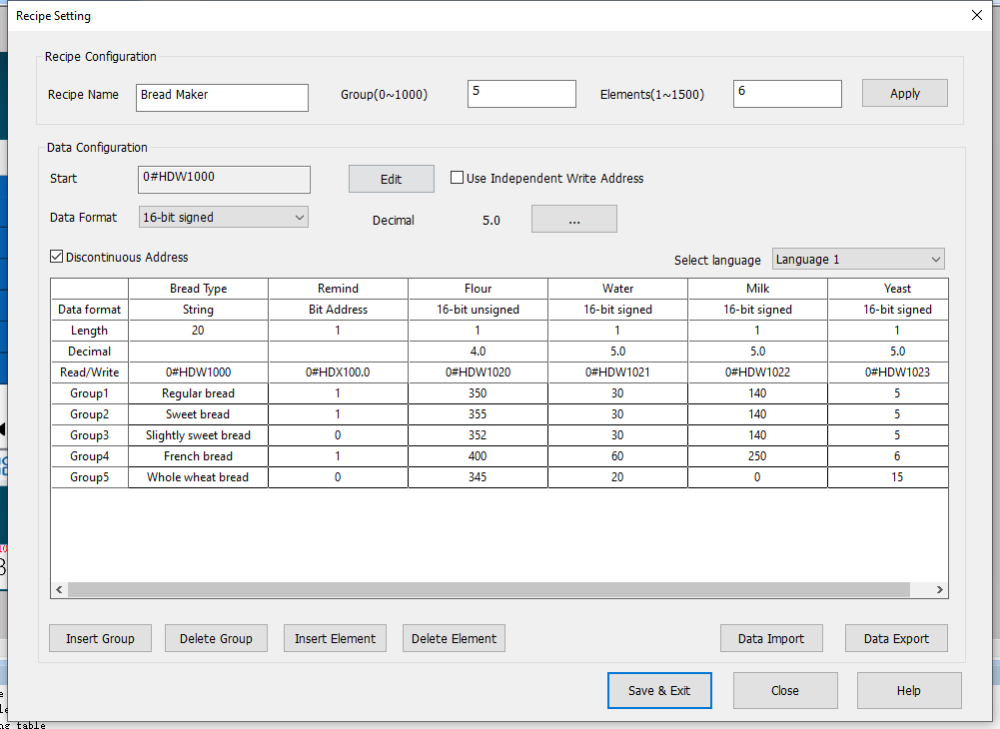 Recipe Setting
Recipe Configuration
Recipe Name Bread Maker Group(0~1000) 5 Elements(1~1500) 6 Apply
Data Configuration
Start 0#HDW1000 Edit Use Independent Write Address
Data Format 16-bit signed Decimal 5.0 ...
Discontinuous Address Select language Language 1
Bread Type Remind Flour Water Milk Yeast
Data format String Bit Address 16-bit unsigned 16-bit signed 16-bit signed 16-bit signed
Length 20 1 1 1 1 1
Decimal 4.0 5.0 5.0 5.0
Read/Write 0#HDW1000 0#HDX100.0 0#HDW1020 0#HDW1021 0#HDW1022 0#HDW1023
Group1 Regular bread 1 350 30 140 5
Group2 Sweet bread 1 355 30 140 5
Group3 Slightly sweet bread 0 352 30 140 5
Group4 French bread 1 400 60 250 6
Group5 Whole wheat bread 0 345 20 0 15
Insert Group Delete Group Insert Element Delete Element Data Import Data Export
Save & Exit Close Help
table